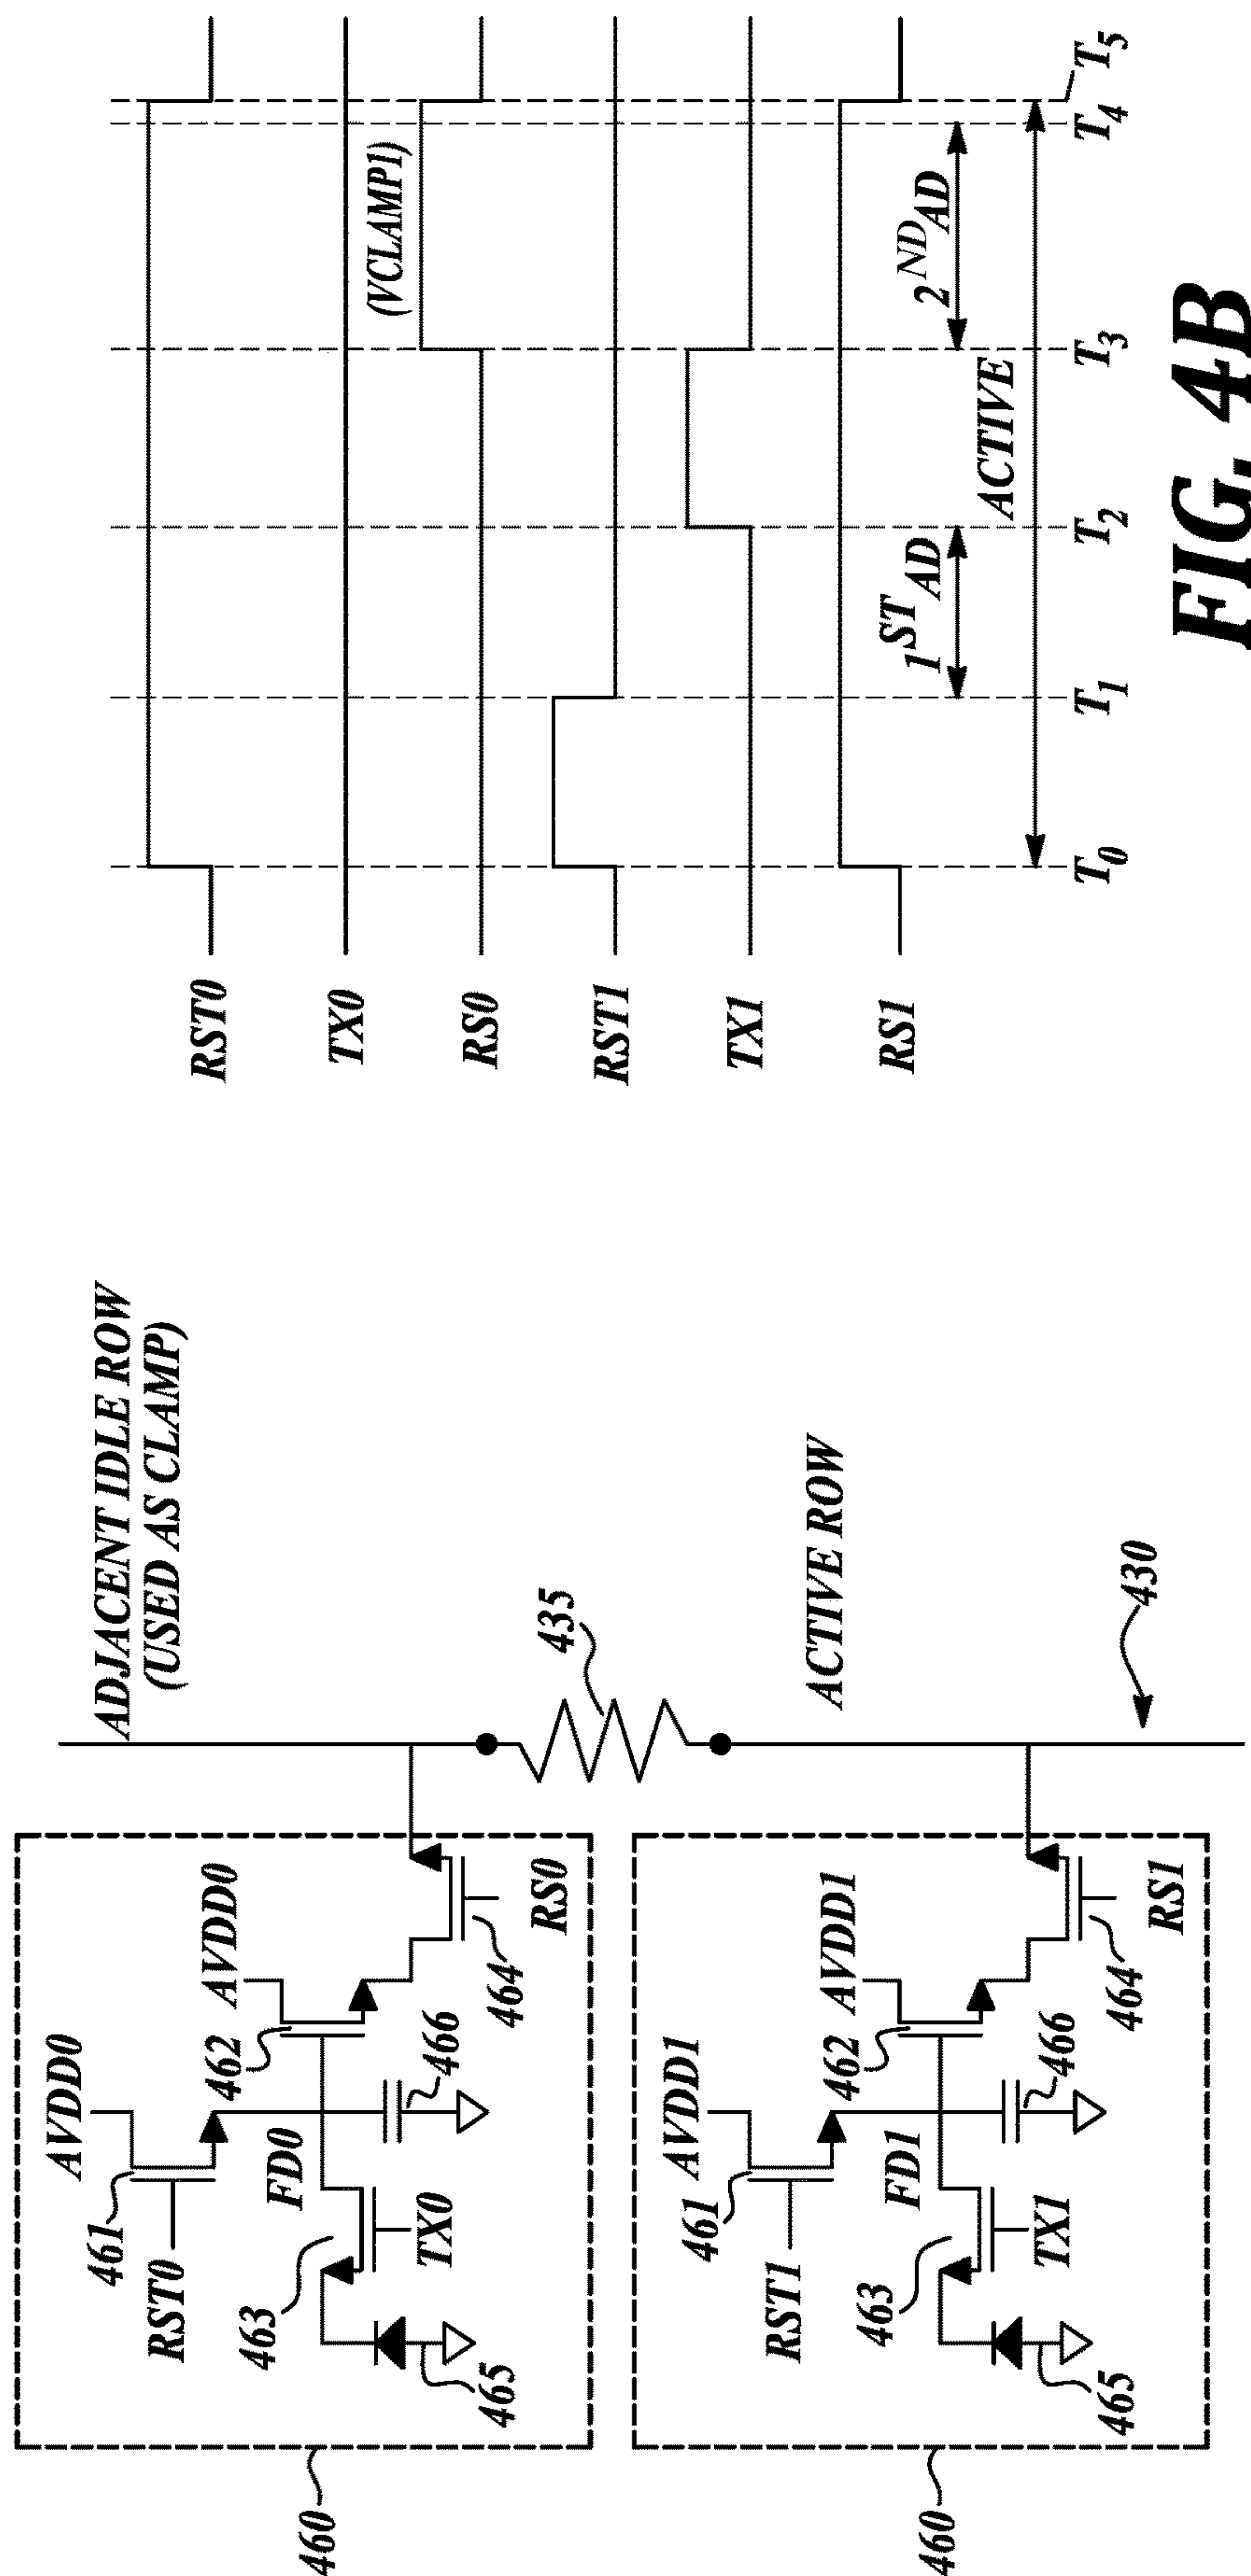 ADJACENT IDLE ROW
(USED AS CLAMP)
AVDD0
461
RST0
AVDD0
462
FD0
463
TX0
466
464
RS0
465
460
435
ACTIVE ROW
AVDD1
461
RST1
AVDD1
462
FD1
463
TX1
466
464
RS1
465
460
430
RST0
TX0
RS0
(VCLAMP1)
RST1
TX1
RS1
1ST AD
2ND AD
ACTIVE
T0
T1
T2
T3
T4
T5
FIG. 4B